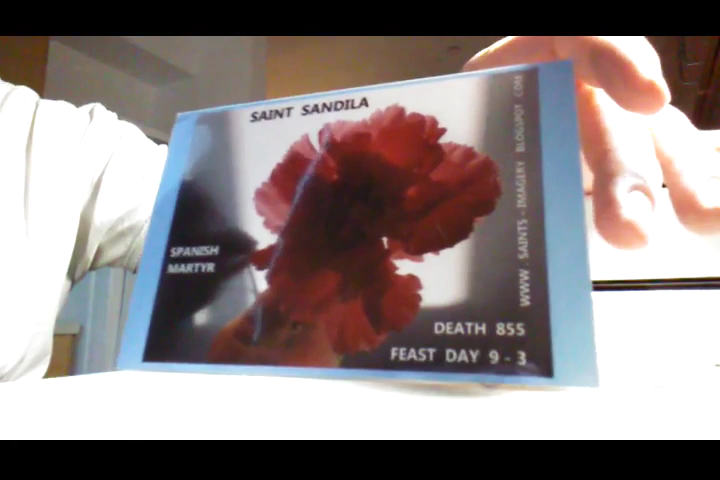 SAINT SANDILA
SPANISH
MARTYR
WWW . SAINTS - IMAGERY . BLOGSPOT . COM
DEATH 855
FEAST DAY 9 - 3